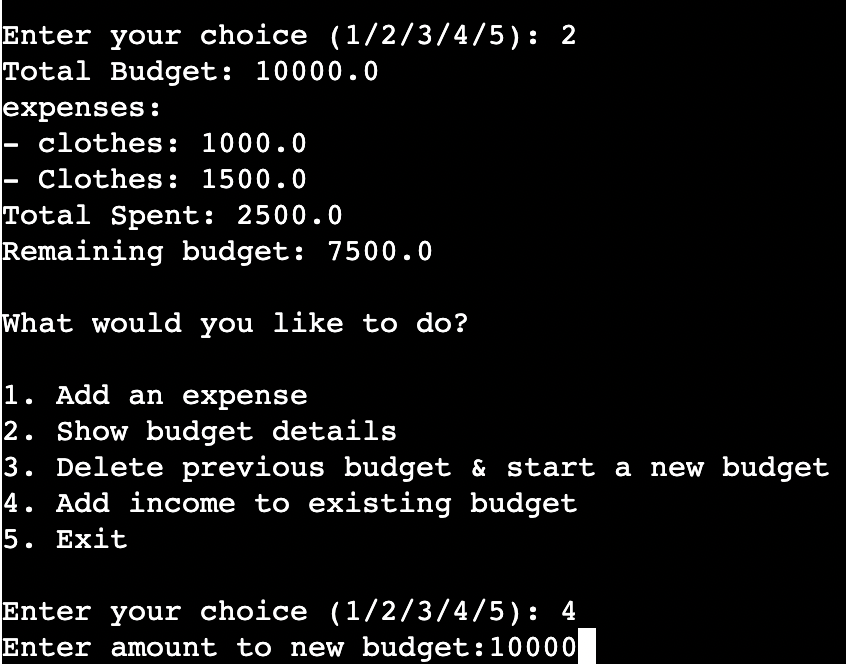 Enter your choice (1/2/3/4/5): 2
Total Budget: 10000.0
expenses:
- clothes: 1000.0
- Clothes: 1500.0
Total Spent: 2500.0
Remaining budget: 7500.0
What would you like to do?
1. Add an expense
2. Show budget details
3. Delete previous budget & start a new budget
4. Add income to existing budget
5. Exit
Enter your choice (1/2/3/4/5): 4
Enter amount to new budget:10000